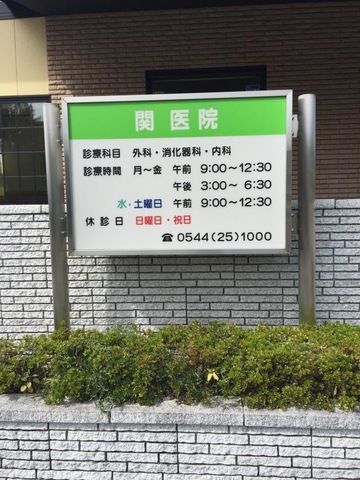 関医院
診療科目 外科・消化器科・内科
診療時間 月～金 午前 9:00～12:30
午後 3:00～ 6:30
水・土曜日 午前 9:00～12:30
休診日 日曜日・祝日
☎ 0544(25)1000